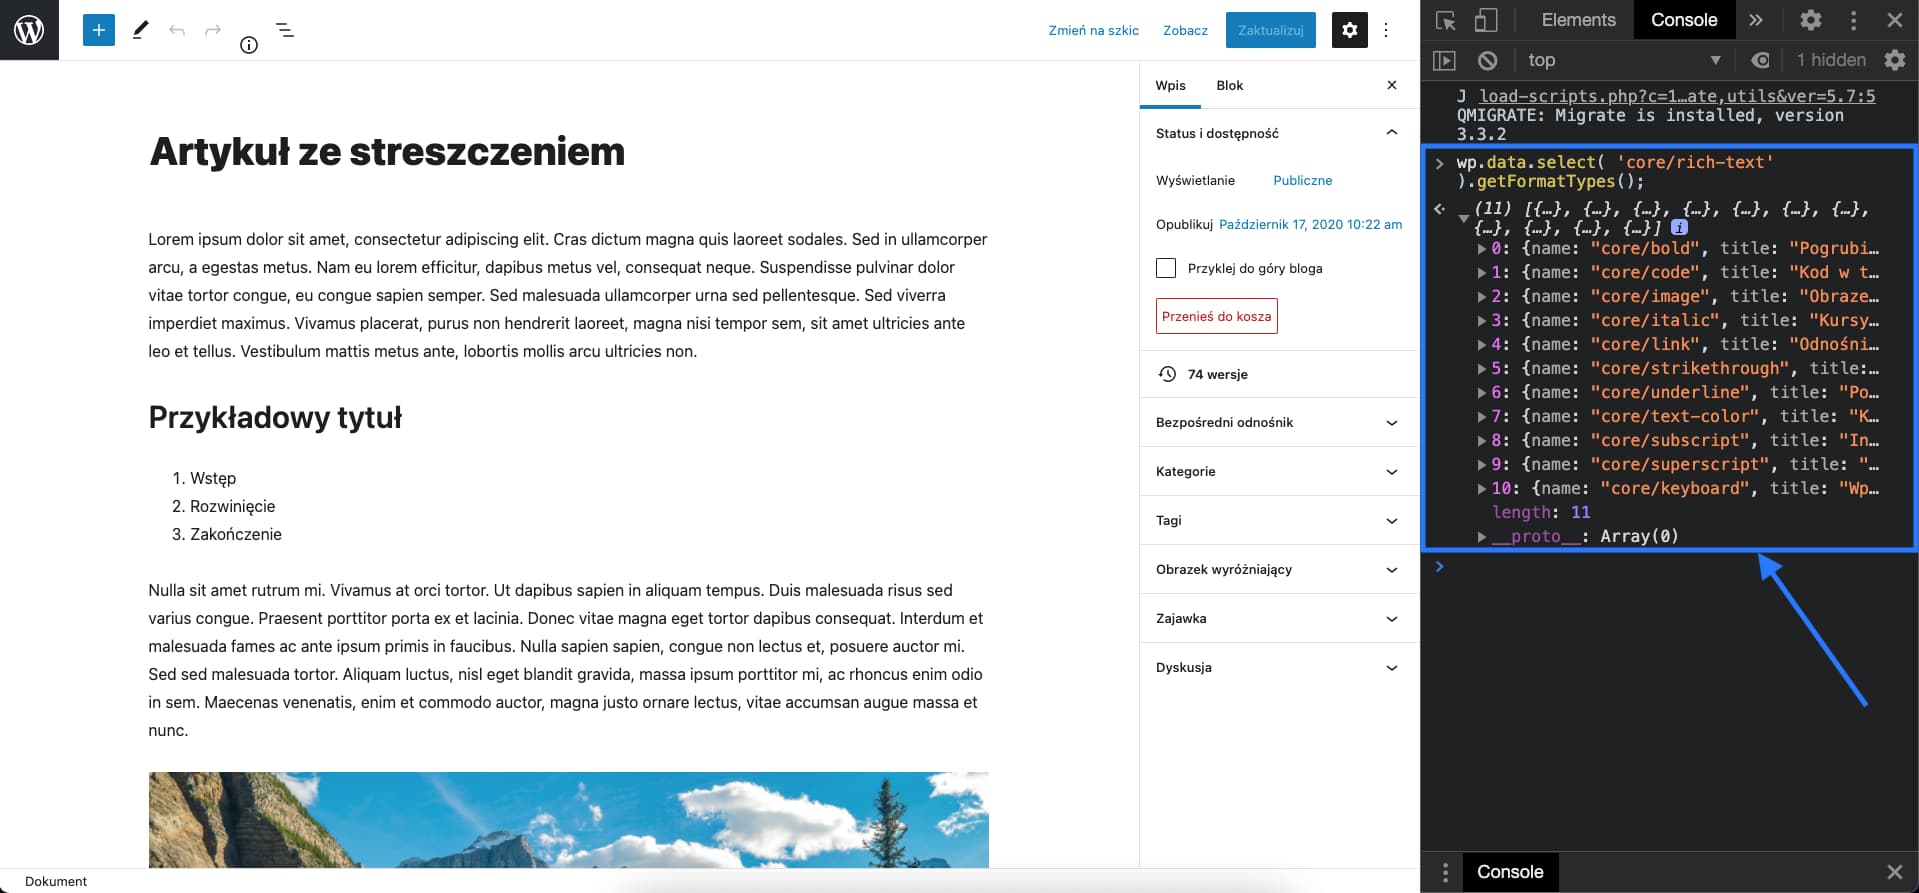 Zmień na szkic
Zobacz
Zaktualizuj
Artykuł ze streszczeniem
Lorem ipsum dolor sit amet, consectetur adipiscing elit. Cras dictum magna quis laoreet sodales. Sed in ullamcorper
arcu, a egestas metus. Nam eu lorem efficitur, dapibus metus vel, consequat neque. Suspendisse pulvinar dolor
vitae tortor congue, eu congue sapien semper. Sed malesuada ullamcorper urna sed pellentesque. Sed viverra
imperdiet maximus. Vivamus placerat, purus non hendrerit laoreet, magna nisi tempor sem, sit amet ultricies ante
leo et tellus. Vestibulum mattis metus ante, lobortis mollis arcu ultricies non.
Przykładowy tytuł
1. Wstęp
2. Rozwinięcie
3. Zakończenie
Nulla sit amet rutrum mi. Vivamus at orci tortor. Ut dapibus sapien in aliquam tempus. Duis malesuada risus sed
varius congue. Praesent porttitor porta ex et lacinia. Donec vitae magna eget tortor dapibus consequat. Interdum et
malesuada fames ac ante ipsum primis in faucibus. Nulla sapien sapien, congue non lectus et, posuere auctor mi.
Sed sed malesuada tortor. Aliquam luctus, nisl eget blandit gravida, massa ipsum porttitor mi, ac rhoncus enim odio
in sem. Maecenas venenatis, enim et commodo auctor, magna justo ornare lectus, vitae accumsan augue massa et
nunc.
Dokument
Wpis
Blok
Status i dostępność
Wyświetlanie Publiczne
Opublikuj Październik 17, 2020 10:22 am
Przyklej do góry bloga
Przenieś do kosza
74 wersje
Bezpośredni odnośnik
Kategorie
Tagi
Obrazek wyróżniający
Zajawka
Dyskusja
Elements
Console
top
1 hidden
J load-scripts.php?c=1…ate,utils&ver=5.7:5
QMIGRATE: Migrate is installed, version
3.3.2
wp.data.select( 'core/rich-text'
).getFormatTypes();
(11) [{…}, {…}, {…}, {…}, {…}, {…}, {…},
{…}, {…}, {…}, {…}] i
0: {name: "core/bold", title: "Pogrubi…
1: {name: "core/code", title: "Kod w t…
2: {name: "core/image", title: "Obraze…
3: {name: "core/italic", title: "Kursy…
4: {name: "core/link", title: "Odnośni…
5: {name: "core/strikethrough", title:…
6: {name: "core/underline", title: "Po…
7: {name: "core/text-color", title: "K…
8: {name: "core/subscript", title: "In…
9: {name: "core/superscript", title: "…
10: {name: "core/keyboard", title: "Wp…
length: 11
__proto__: Array(0)
Console